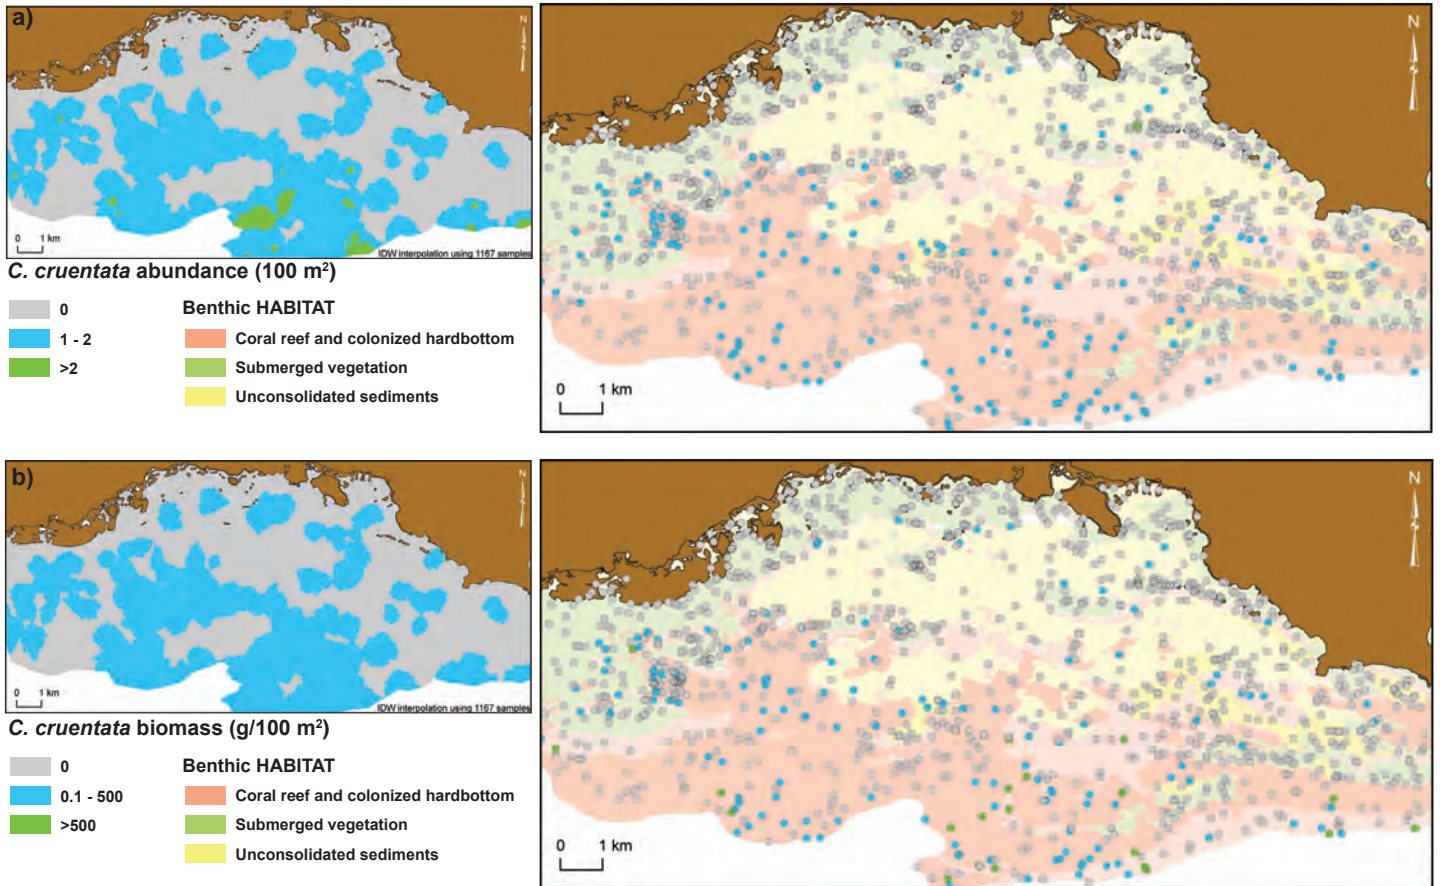 a)
N
N
0 1 km
IDW interpolation using 1167 samples
C. cruentata abundance (100 m²)
0
Benthic HABITAT
1 - 2
Coral reef and colonized hardbottom
>2
Submerged vegetation
Unconsolidated sediments
0 1 km
b)
N
N
0 1 km
IDW interpolation using 1167 samples
C. cruentata biomass (g/100 m²)
0
Benthic HABITAT
0.1 - 500
Coral reef and colonized hardbottom
>500
Submerged vegetation
Unconsolidated sediments
0 1 km